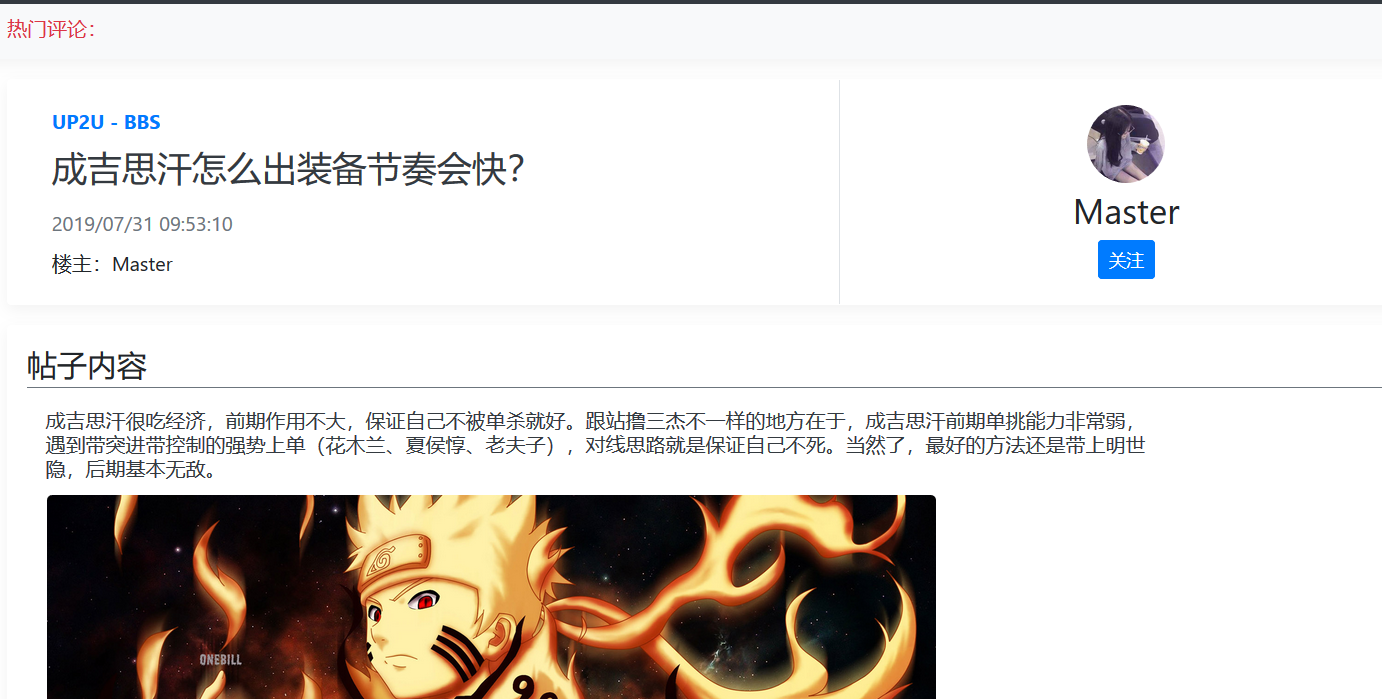 热门评论:
UP2U - BBS
成吉思汗怎么出装备节奏会快?
2019/07/31 09:53:10
楼主：Master
Master
关注
帖子内容
成吉思汗很吃经济，前期作用不大，保证自己不被单杀就好。跟站撸三杰不一样的地方在于，成吉思汗前期单挑能力非常弱，
遇到带突进带控制的强势上单（花木兰、夏侯惇、老夫子），对线思路就是保证自己不死。当然了，最好的方法还是带上明世
隐，后期基本无敌。
ONEBILL